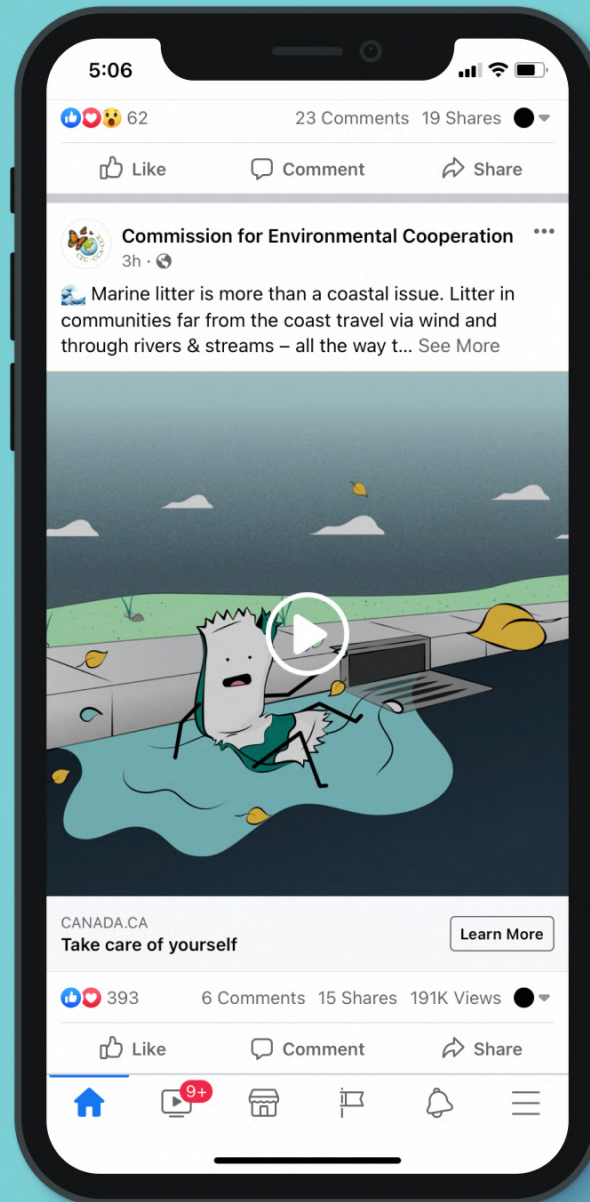 5:06
62 23 Comments 19 Shares
Like Comment Share
Commission for Environmental Cooperation
3h
Marine litter is more than a coastal issue. Litter in
communities far from the coast travel via wind and
through rivers & streams – all the way t... See More
CANADA.CA
Take care of yourself
Learn More
393 6 Comments 15 Shares 191K Views
Like Comment Share
9+